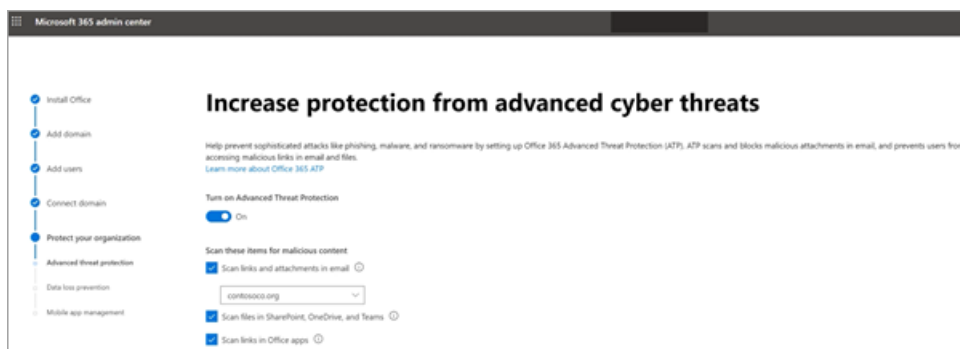 Microsoft 365 admin center
Install Office
Add domain
Add users
Connect domain
Protect your organization
Advanced threat protection
Data loss prevention
Mobile app management
Increase protection from advanced cyber threats
Help prevent sophisticated attacks like phishing, malware, and ransomware by setting up Office 365 Advanced Threat Protection (ATP). ATP scans and blocks malicious attachments in email, and prevents users from
accessing malicious links in email and files.
Learn more about Office 365 ATP
Turn on Advanced Threat Protection
On
Scan these items for malicious content
Scan links and attachments in email
contosoco.org
Scan files in SharePoint, OneDrive, and Teams
Scan links in Office apps